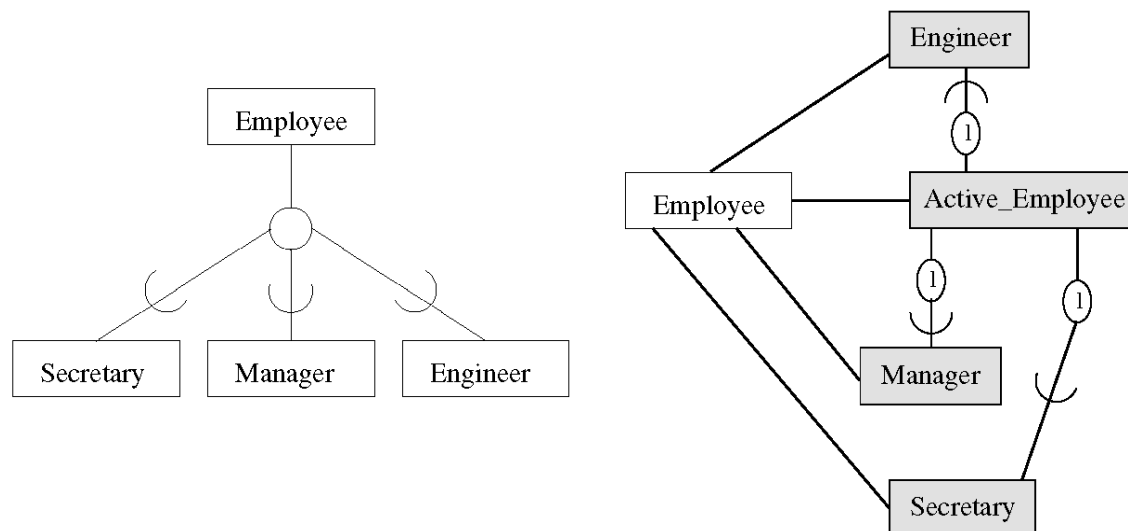 Employee
Secretary
Manager
Engineer
Engineer
1
Employee
Active_Employee
1
1
Manager
Secretary